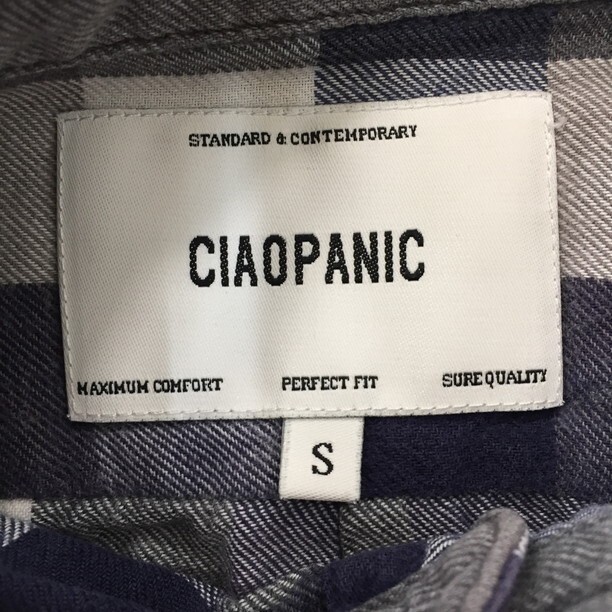 STANDARD & CONTEMPORARY
CIAOPANIC
MAXIMUM COMFORT PERFECT FIT SURE QUALITY
S